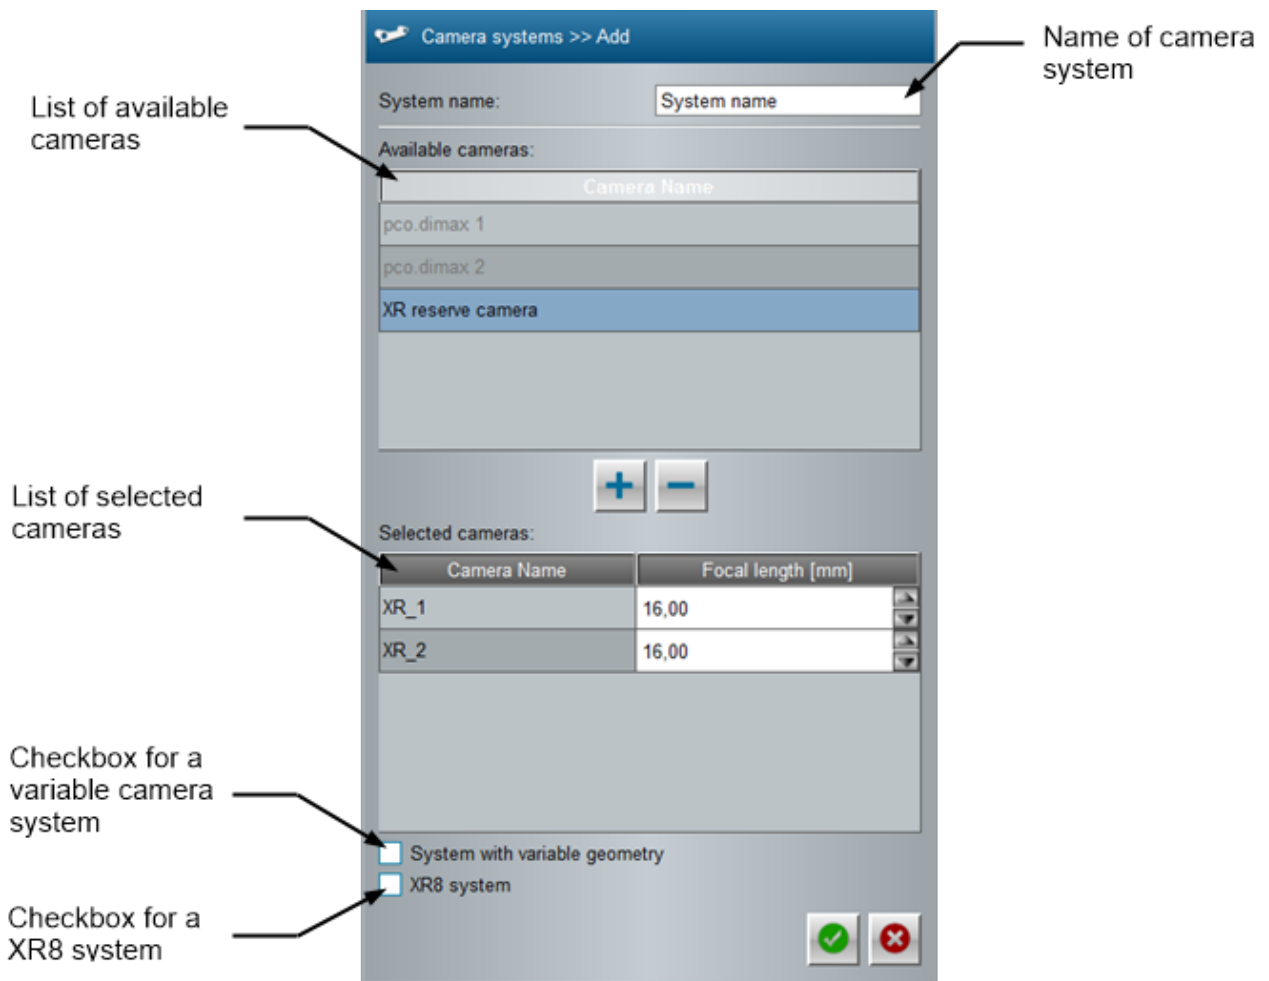 Camera systems >> Add
Name of camera
system
System name:
System name
List of available
cameras
Available cameras:
Camera Name
pco.dimax 1
pco.dimax 2
XR reserve camera
List of selected
cameras
Selected cameras:
Camera Name
Focal length [mm]
XR_1
16,00
XR_2
16,00
Checkbox for a
variable camera
system
System with variable geometry
XR8 system
Checkbox for a
XR8 system